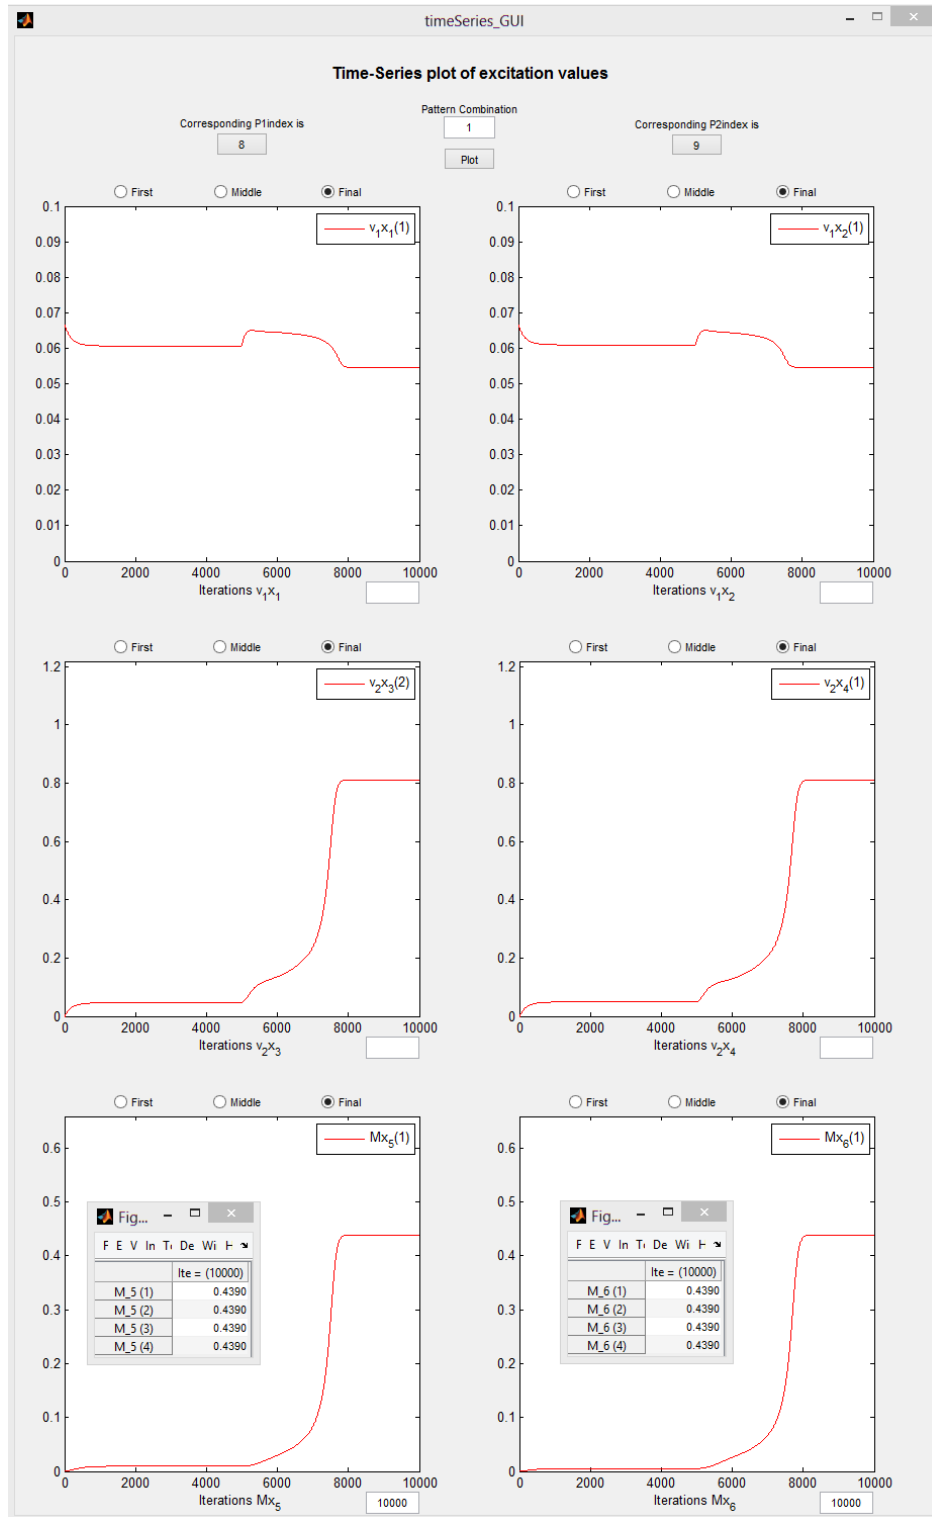 timeSeries_GUI
Time-Series plot of excitation values
Pattern Combination
Corresponding P1index is
1
Corresponding P2index is
8
Plot
9
First Middle Final
First Middle Final
0.1
0.09
0.08
0.07
0.06
0.05
0.04
0.03
0.02
0.01
0
v1x1(1)
0 2000 4000 6000 8000 10000
Iterations v1x1
0.1
0.09
0.08
0.07
0.06
0.05
0.04
0.03
0.02
0.01
0
v1x2(1)
0 2000 4000 6000 8000 10000
Iterations v1x2
First Middle Final
First Middle Final
1.2
1
0.8
0.6
0.4
0.2
0
v2x3(2)
0 2000 4000 6000 8000 10000
Iterations v2x3
1.2
1
0.8
0.6
0.4
0.2
0
v2x4(1)
0 2000 4000 6000 8000 10000
Iterations v2x4
First Middle Final
First Middle Final
0.6
0.5
0.4
0.3
0.2
0.1
0
Mx5(1)
Fig...
F E V In To De Wi H
Ite = (10000)
M_5 (1) 0.4390
M_5 (2) 0.4390
M_5 (3) 0.4390
M_5 (4) 0.4390
0 2000 4000 6000 8000 10000
Iterations Mx5
10000
0.6
0.5
0.4
0.3
0.2
0.1
0
Mx6(1)
Fig...
F E V In To De Wi H
Ite = (10000)
M_6 (1) 0.4390
M_6 (2) 0.4390
M_6 (3) 0.4390
M_6 (4) 0.4390
0 2000 4000 6000 8000 10000
Iterations Mx6
10000